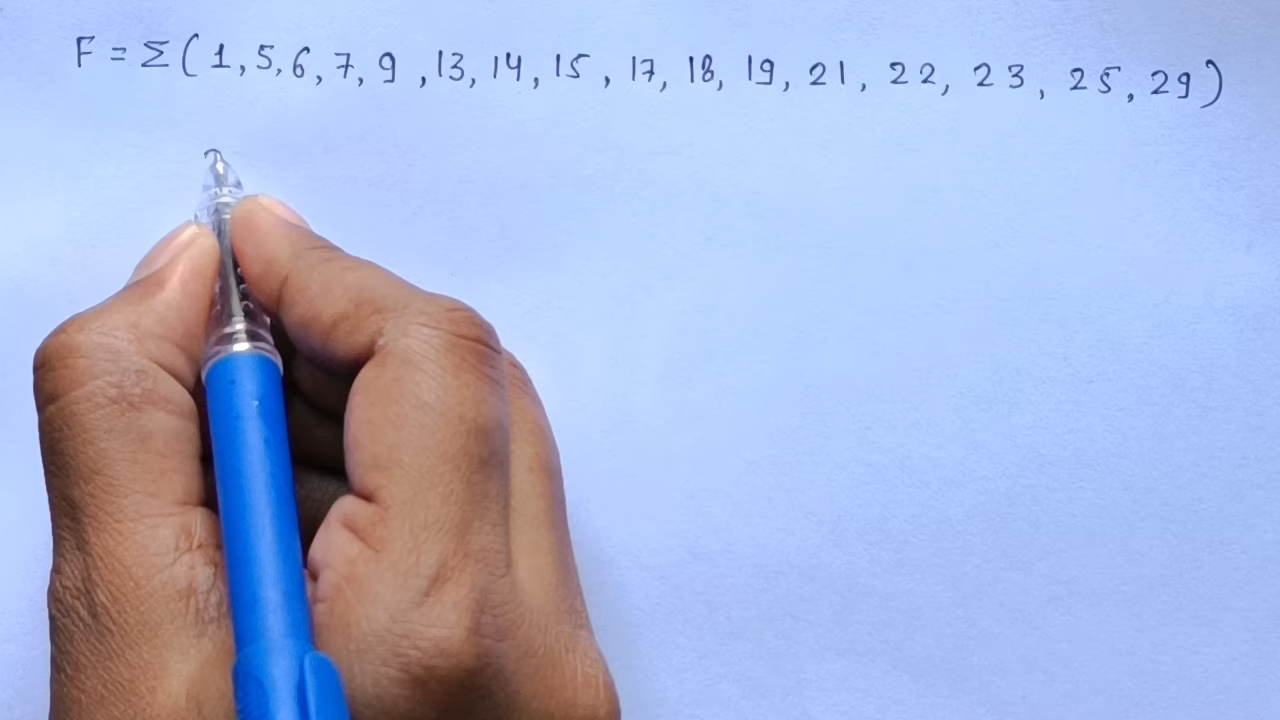 F = Σ ( 1, 5, 6, 7, 9 , 13, 14, 15 , 17, 18, 19, 21 , 22, 23 , 25, 29 )